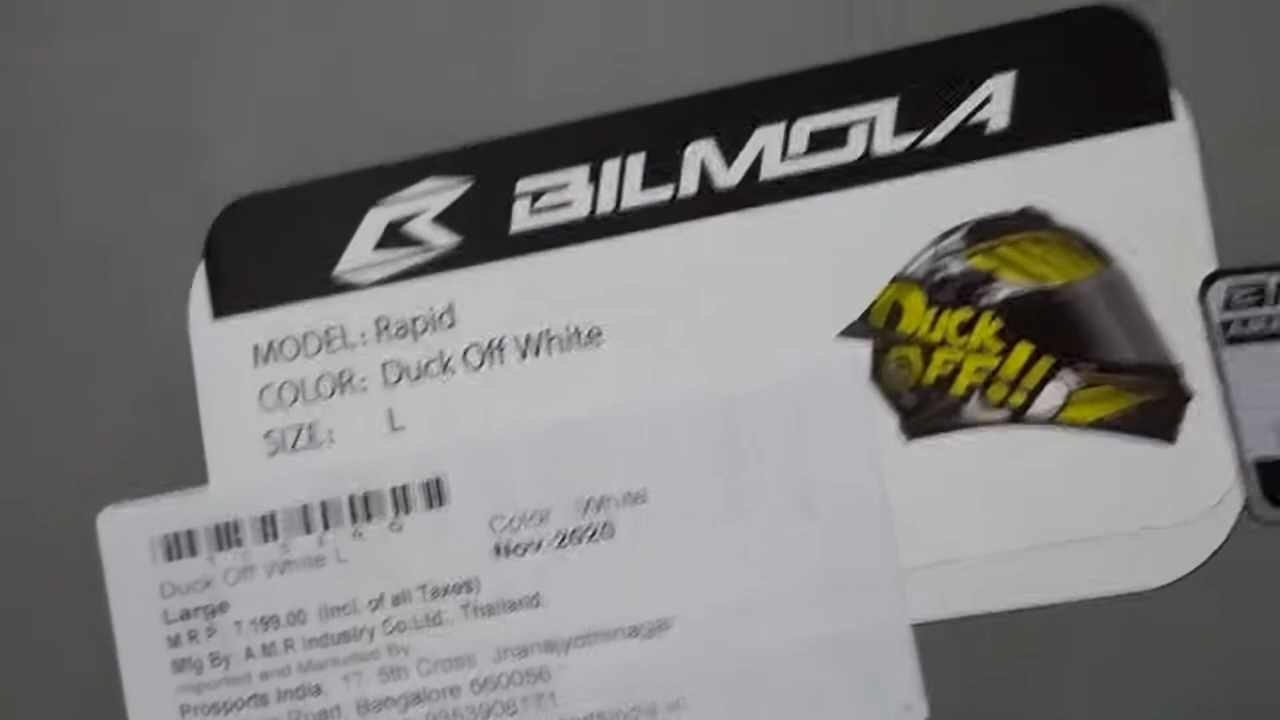 BILMOLA
MODEL: Rapid
COLOR: Duck Off White
SIZE: L
DUCK
OFF!!
Color White
Nov-2020
Duck Off White L
Large
M R P 7,199.00 (Incl. of all Taxes)
Mfg By A.M.R Industry Co.Ltd., Thailand.
Imported and Marketed By
Prosports India, 17, 5th Cross Jnanajyothinagar
Road, Bangalore 560056